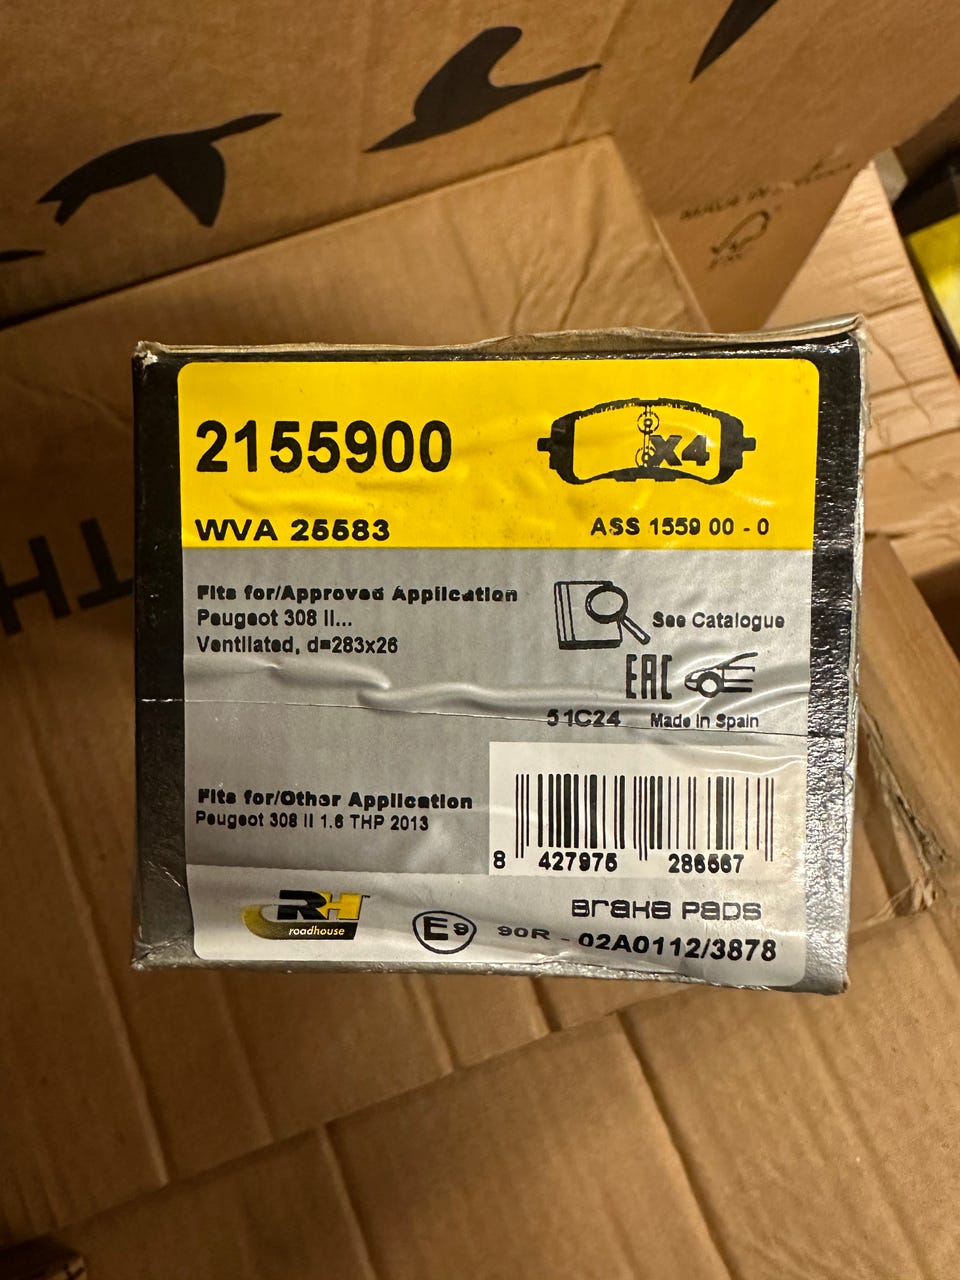 2155900
X4
WVA 25583
ASS 1559 00 - 0
Fits for/Approved Application
Peugeot 308 II...
Ventilated, d=283x26
See Catalogue
EAC
51C24 Made in Spain
Fits for/Other Application
Peugeot 308 II 1.6 THP 2013
8 427975 286567
RH
roadhouse
Brake Pads
E9 90R - 02A0112/3878
TH